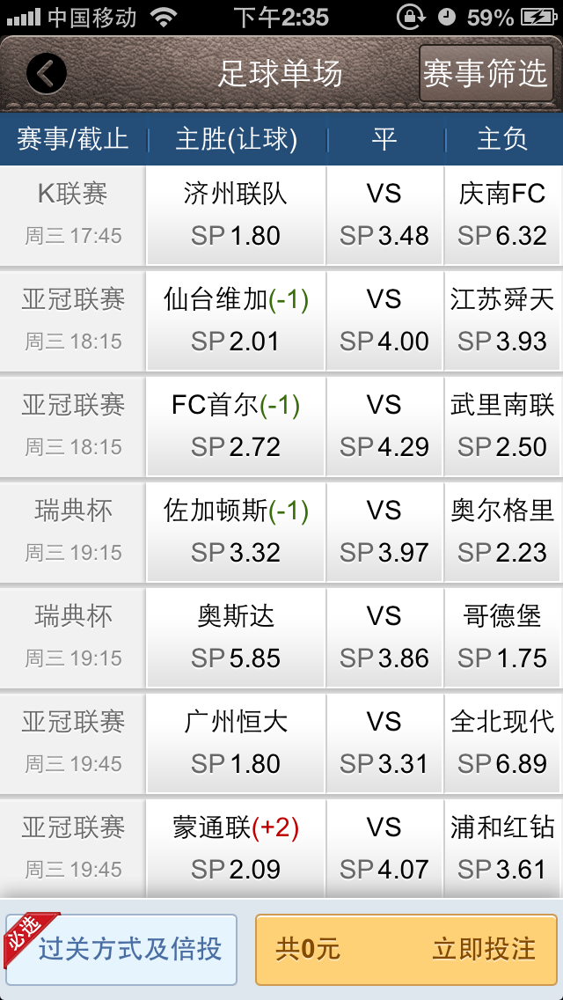 中国移动 下午2:35 59%
足球单场 赛事筛选
赛事/截止 主胜(让球) 平 主负
K联赛 济州联队 VS 庆南FC
周三 17:45 SP 1.80 SP 3.48 SP 6.32
亚冠联赛 仙台维加(-1) VS 江苏舜天
周三 18:15 SP 2.01 SP 4.00 SP 3.93
亚冠联赛 FC首尔(-1) VS 武里南联
周三 18:15 SP 2.72 SP 4.29 SP 2.50
瑞典杯 佐加顿斯(-1) VS 奥尔格里
周三 19:15 SP 3.32 SP 3.97 SP 2.23
瑞典杯 奥斯达 VS 哥德堡
周三 19:15 SP 5.85 SP 3.86 SP 1.75
亚冠联赛 广州恒大 VS 全北现代
周三 19:45 SP 1.80 SP 3.31 SP 6.89
亚冠联赛 蒙通联(+2) VS 浦和红钻
周三 19:45 SP 2.09 SP 4.07 SP 3.61
必选 过关方式及倍投 共0元 立即投注